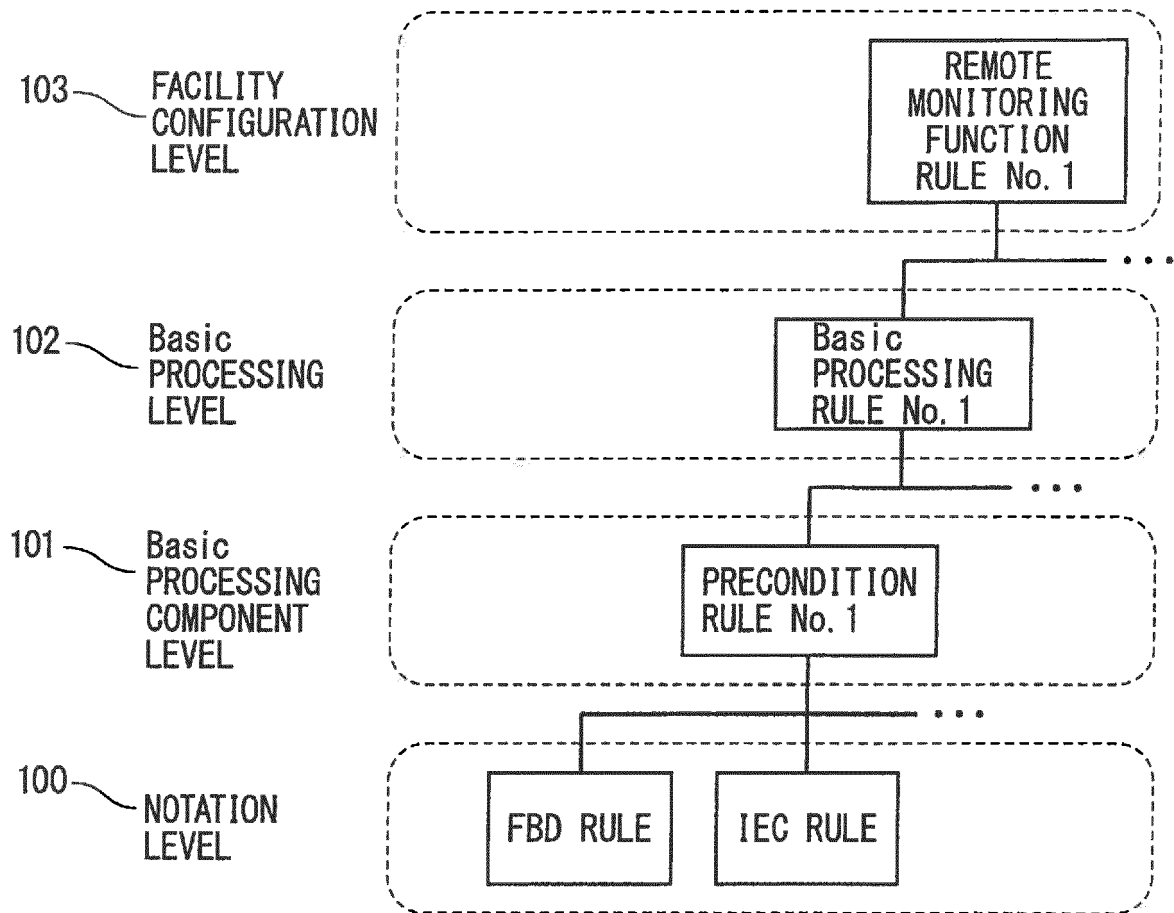 103
FACILITY
CONFIGURATION
LEVEL
REMOTE
MONITORING
FUNCTION
RULE No. 1
...
102
Basic
PROCESSING
LEVEL
Basic
PROCESSING
RULE No. 1
...
101
Basic
PROCESSING
COMPONENT
LEVEL
PRECONDITION
RULE No. 1
...
100
NOTATION
LEVEL
FBD RULE
IEC RULE